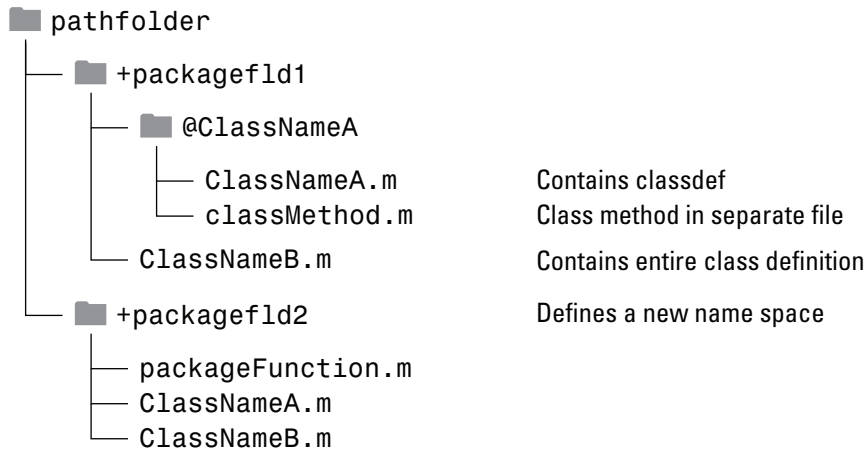 pathfolder
+packagefld1
@ClassNameA
ClassNameA.m Contains classdef
classMethod.m Class method in separate file
ClassNameB.m Contains entire class definition
+packagefld2 Defines a new name space
packageFunction.m
ClassNameA.m
ClassNameB.m